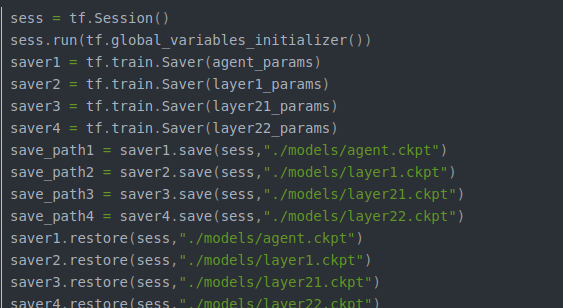 sess = tf.Session()
sess.run(tf.global_variables_initializer())
saver1 = tf.train.Saver(agent_params)
saver2 = tf.train.Saver(layer1_params)
saver3 = tf.train.Saver(layer21_params)
saver4 = tf.train.Saver(layer22_params)
save_path1 = saver1.save(sess,"./models/agent.ckpt")
save_path2 = saver2.save(sess,"./models/layer1.ckpt")
save_path3 = saver3.save(sess,"./models/layer21.ckpt")
save_path4 = saver4.save(sess,"./models/layer22.ckpt")
saver1.restore(sess,"./models/agent.ckpt")
saver2.restore(sess,"./models/layer1.ckpt")
saver3.restore(sess,"./models/layer21.ckpt")
saver4.restore(sess,"./models/layer22.ckpt")